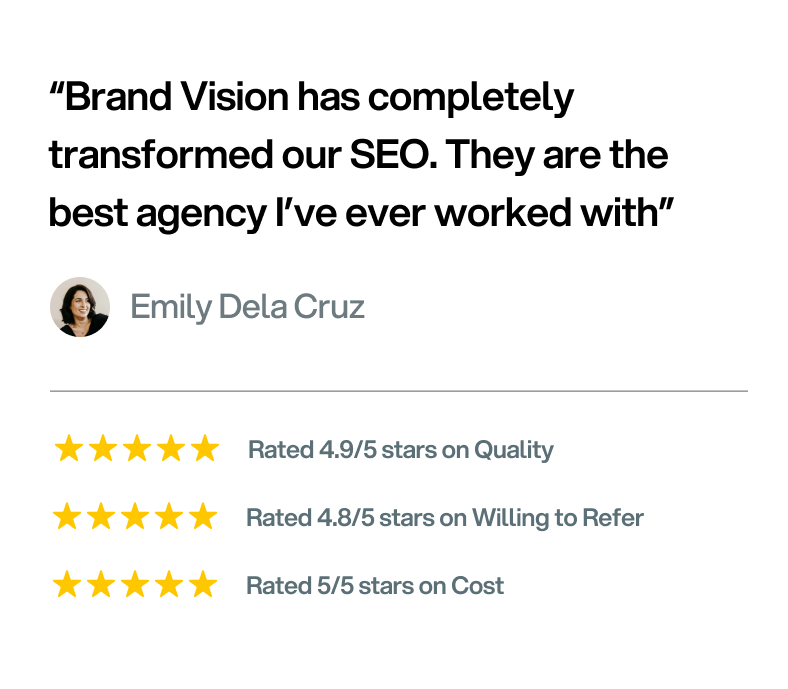 “Brand Vision has completely
transformed our SEO. They are the
best agency I’ve ever worked with”
Emily Dela Cruz
Rated 4.9/5 stars on Quality
Rated 4.8/5 stars on Willing to Refer
Rated 5/5 stars on Cost